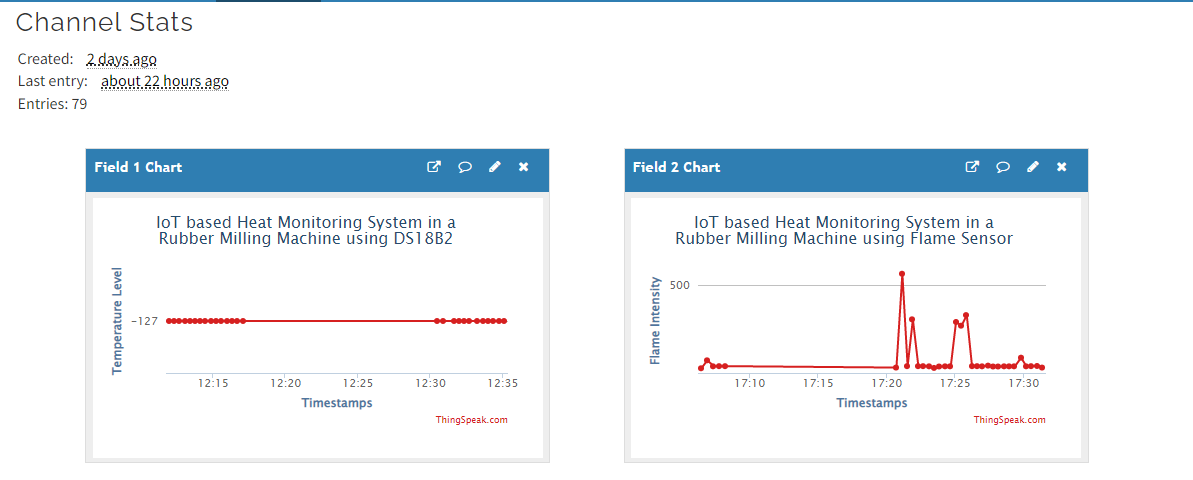 Channel Stats
Created: 2 days ago
Last entry: about 22 hours ago
Entries: 79
Field 1 Chart
IoT based Heat Monitoring System in a
Rubber Milling Machine using DS18B2
Temperature Level
-127
12:15 12:20 12:25 12:30 12:35
Timestamps
ThingSpeak.com
Field 2 Chart
IoT based Heat Monitoring System in a
Rubber Milling Machine using Flame Sensor
Flame Intensity
500
17:10 17:15 17:20 17:25 17:30
Timestamps
ThingSpeak.com